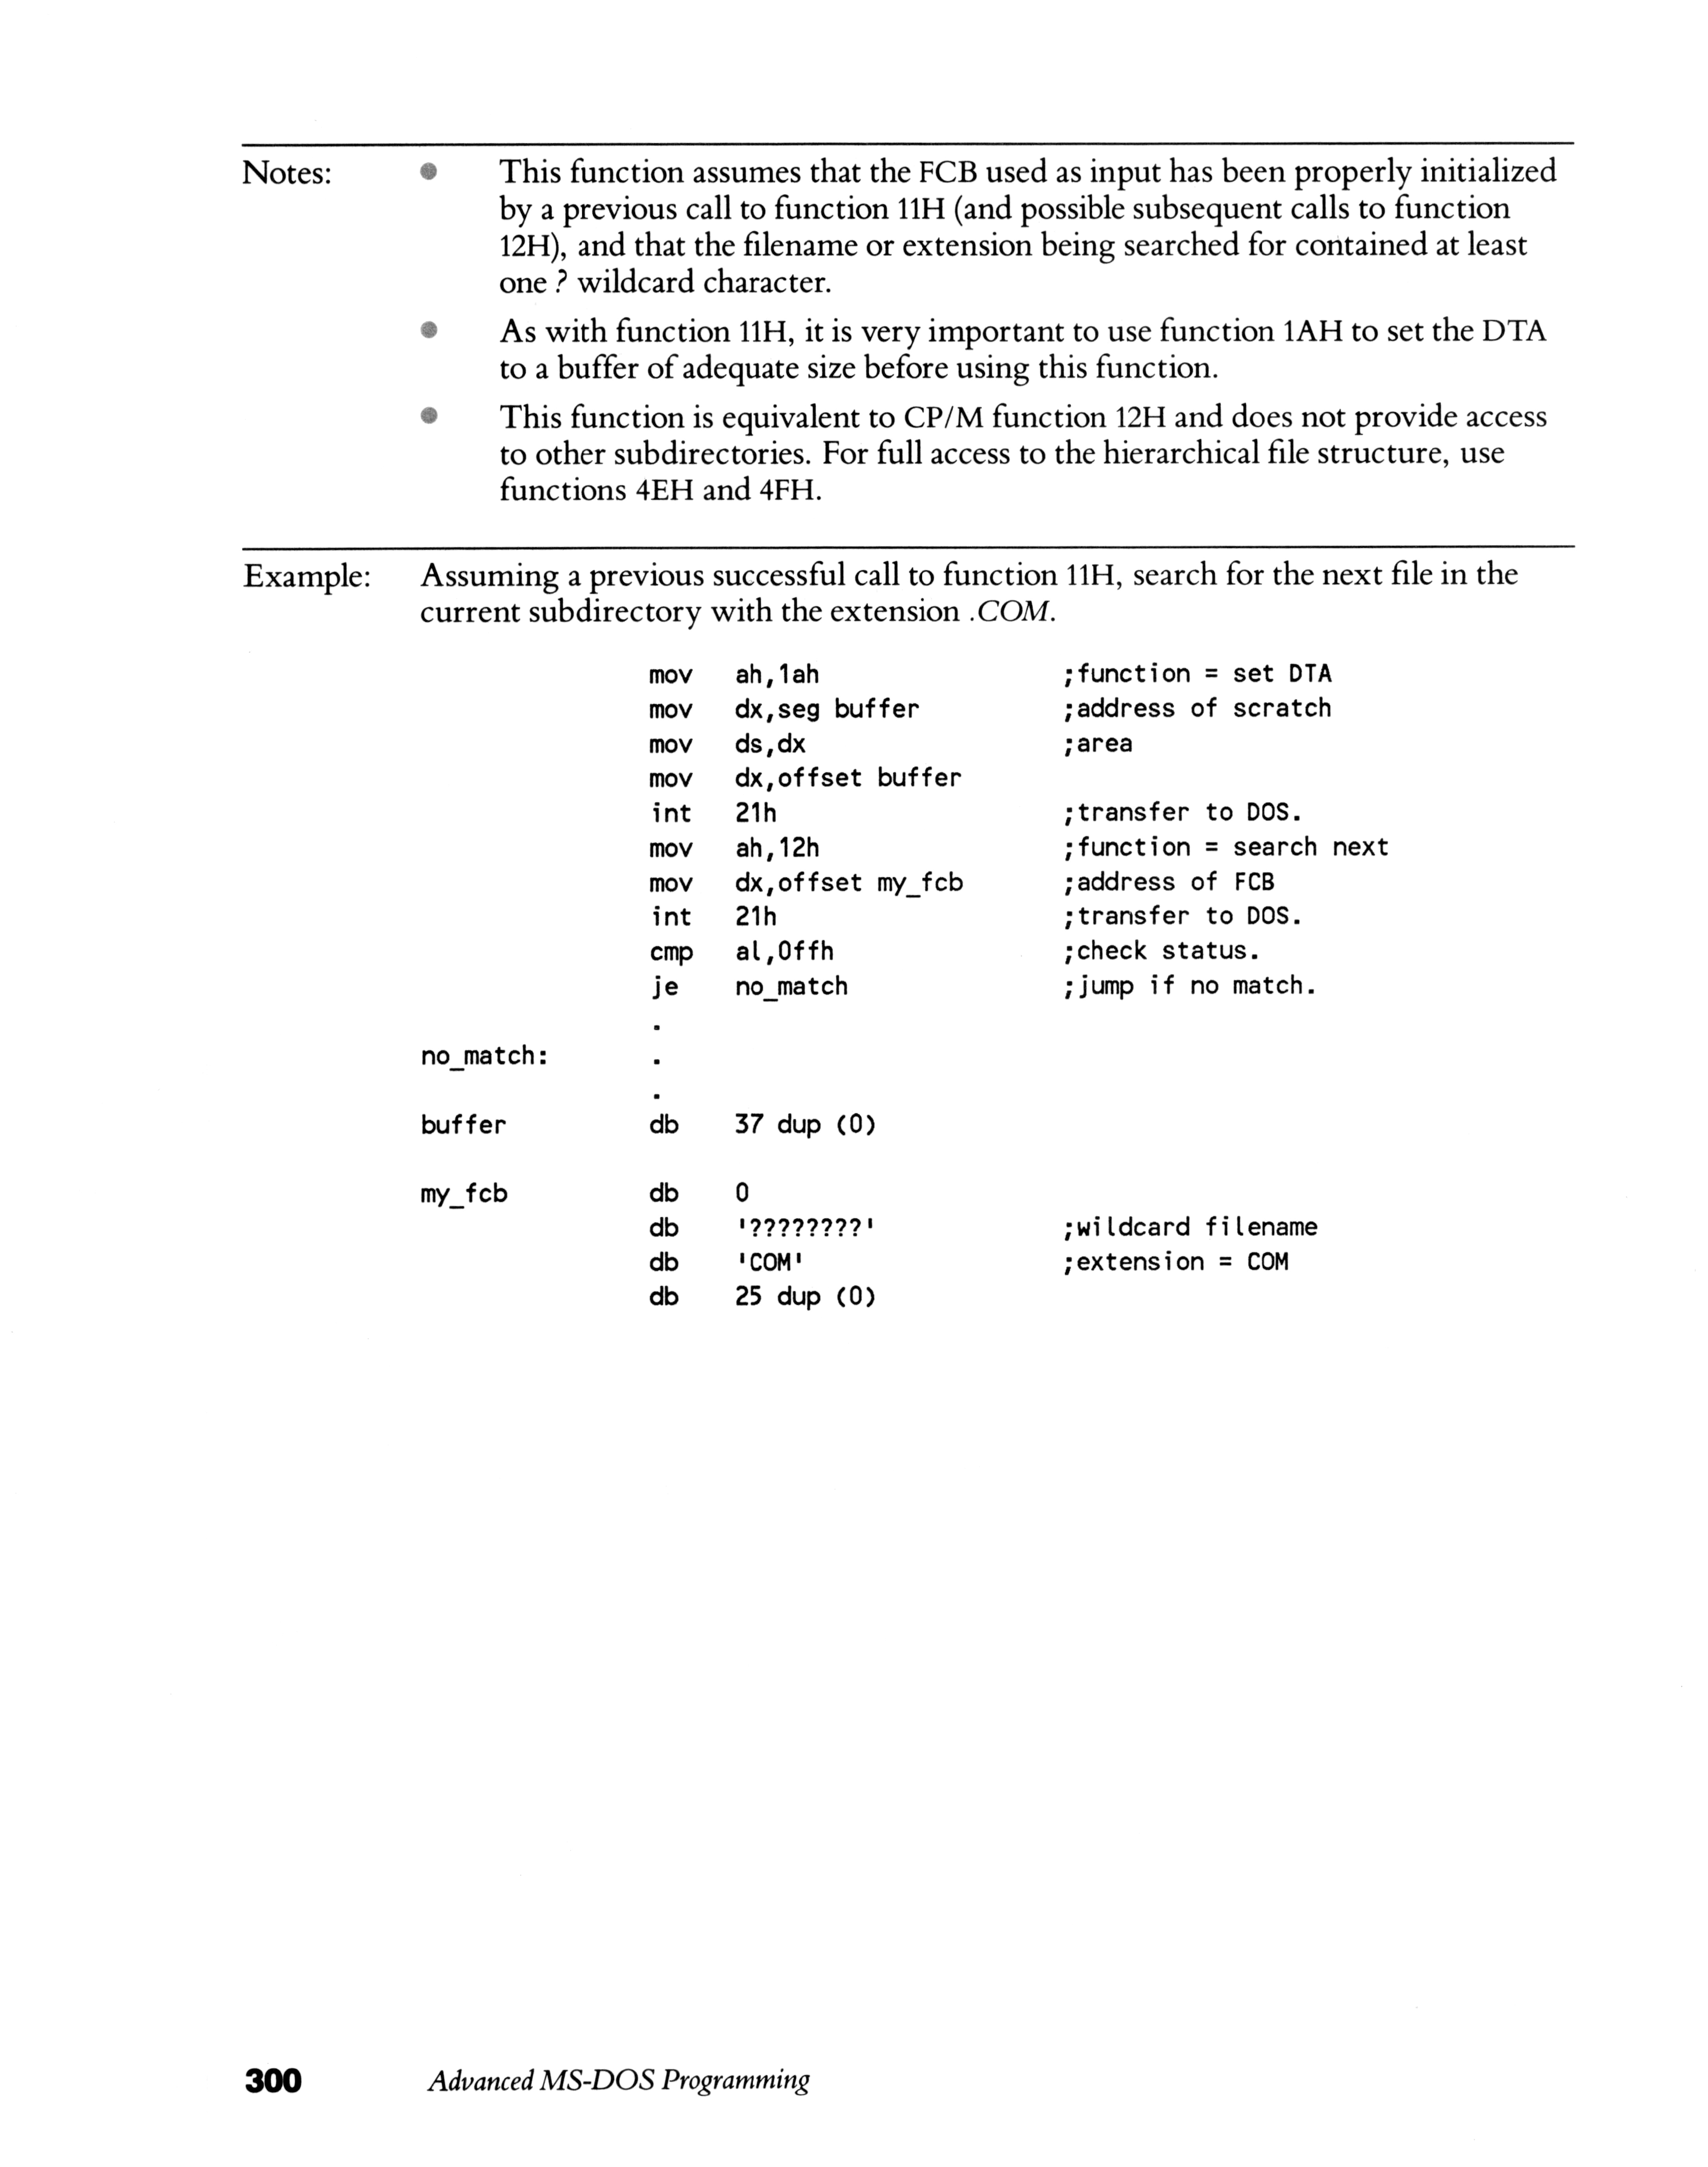 Notes: • This function assumes that the FCB used as input has been properly initialized
by a previous call to function 11H (and possible subsequent calls to function
12H), and that the filename or extension being searched for contained at least
one ? wildcard character.
• As with function 11H, it is very important to use function 1AH to set the DTA
to a buffer of adequate size before using this function.
• This function is equivalent to CP/M function 12H and does not provide access
to other subdirectories. For full access to the hierarchical file structure, use
functions 4EH and 4FH.
Example: Assuming a previous successful call to function 11H, search for the next file in the
current subdirectory with the extension .COM.
mov ah,1ah ;function = set DTA
mov dx,seg buffer ;address of scratch
mov ds,dx ;area
mov dx,offset buffer
int 21h ;transfer to DOS.
mov ah,12h ;function = search next
mov dx,offset my_fcb ;address of FCB
int 21h ;transfer to DOS.
cmp al,0ffh ;check status.
je no_match ;jump if no match.
.
no_match: .
.
buffer db 37 dup (0)
my_fcb db 0
db '????????' ;wildcard filename
db 'COM' ;extension = COM
db 25 dup (0)
300 Advanced MS-DOS Programming